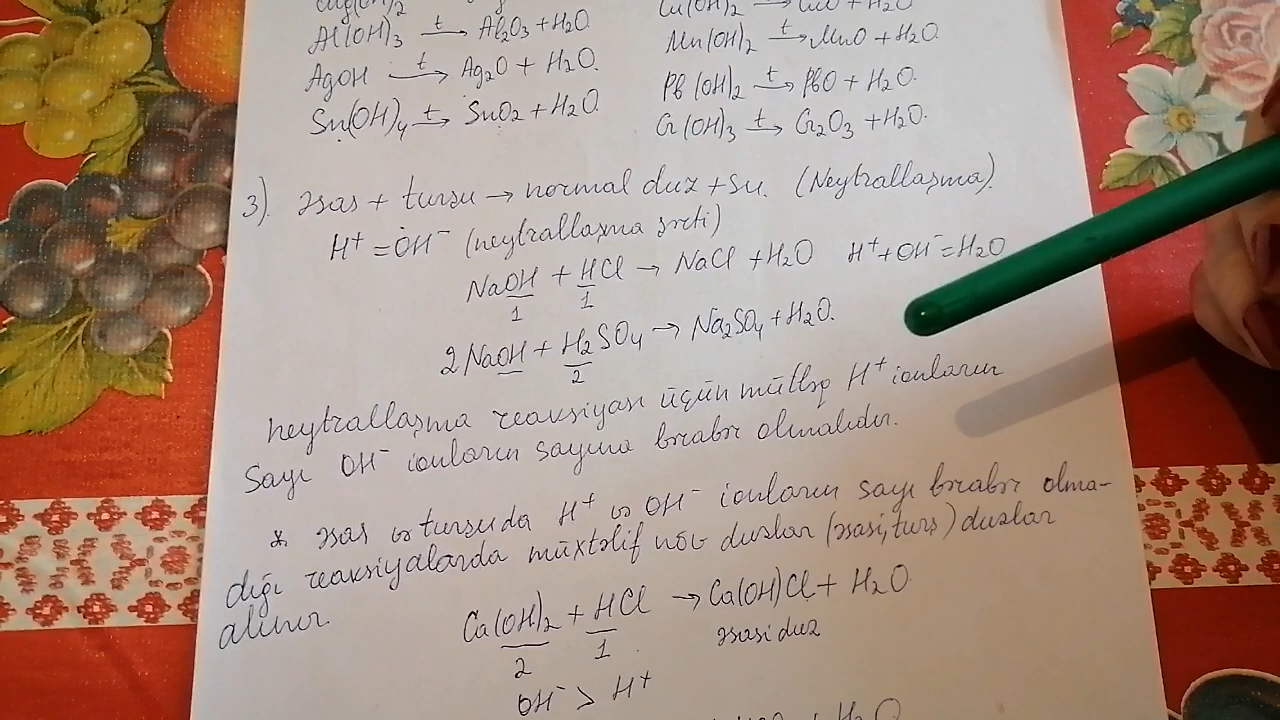 Cu(OH)₂ → CuO + H₂O
Al(OH)₃ →t Al₂O₃ + H₂O
Mn(OH)₂ →t MnO + H₂O
AgOH →t Ag₂O + H₂O.
Pb(OH)₂ →t PbO + H₂O.
Sn(OH)₄ →t SnO₂ + H₂O
Cr(OH)₃ →t Cr₂O₃ + H₂O.
3). əsas + turşu → normal duz + su. (Neytrallaşma)
H⁺ = OH⁻ (neytrallaşma şərti)
NaOH + HCl → NaCl + H₂O H⁺ + OH⁻ = H₂O
1 1
2NaOH + H₂SO₄ → Na₂SO₄ + H₂O.
2
neytrallaşma reaksiyası üçün mütləq H⁺ ionların
sayı OH⁻ ionların sayına bərabər olmalıdır.
* əsas və turşuda H⁺ və OH⁻ ionların sayı bərabər olma-
dığı reaksiyalarda müxtəlif növ duzlar (əsasi, turş) duzlar
alınır.
Ca(OH)₂ + HCl → Ca(OH)Cl + H₂O
2 1 əsasi duz
OH⁻ > H⁺
+ H₂O